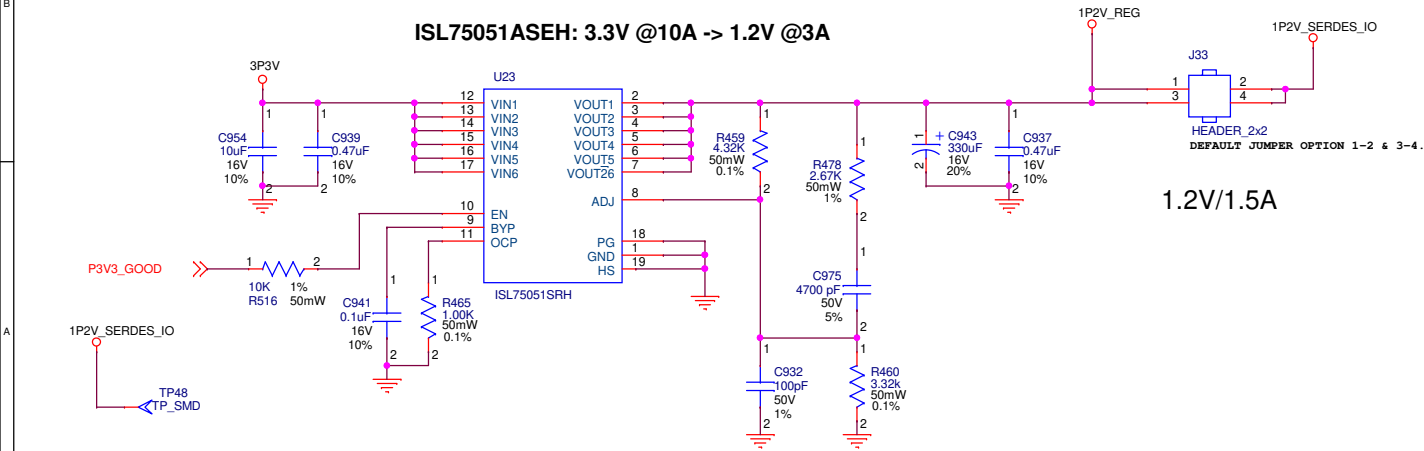 B
ISL75051ASEH: 3.3V @10A -> 1.2V @3A
1P2V_REG
1P2V_SERDES_IO
3P3V
U23
J33
12 VIN1 VOUT1 2
13 VIN2 VOUT2 3
14 VIN3 VOUT3 4
15 VIN4 VOUT4 5
16 VIN5 VOUT5 6
17 VIN6 VOUT26 7
ADJ 8
10 EN
9 BYP
11 OCP
PG 18
GND 1
HS 19
ISL75051SRH
1 2
3 4
HEADER_2x2
DEFAULT JUMPER OPTION 1-2 & 3-4.
1.2V/1.5A
1
C954
10uF
16V
10%
2
1
C939
0.47uF
16V
10%
2
1
R459
4.32K
50mW
0.1%
2
1
R478
2.67K
50mW
1%
2
1
+ C943
330uF
16V
20%
2
1
C937
0.47uF
16V
10%
2
P3V3_GOOD
1 2
10K 1%
R516 50mW
1
C941
0.1uF
16V
10%
2
1
R465
1.00K
50mW
0.1%
2
1
C975
4700 pF
50V
5%
2
1
C932
100pF
50V
1%
2
1
R460
3.32k
50mW
0.1%
2
A
1P2V_SERDES_IO
TP48
TP_SMD